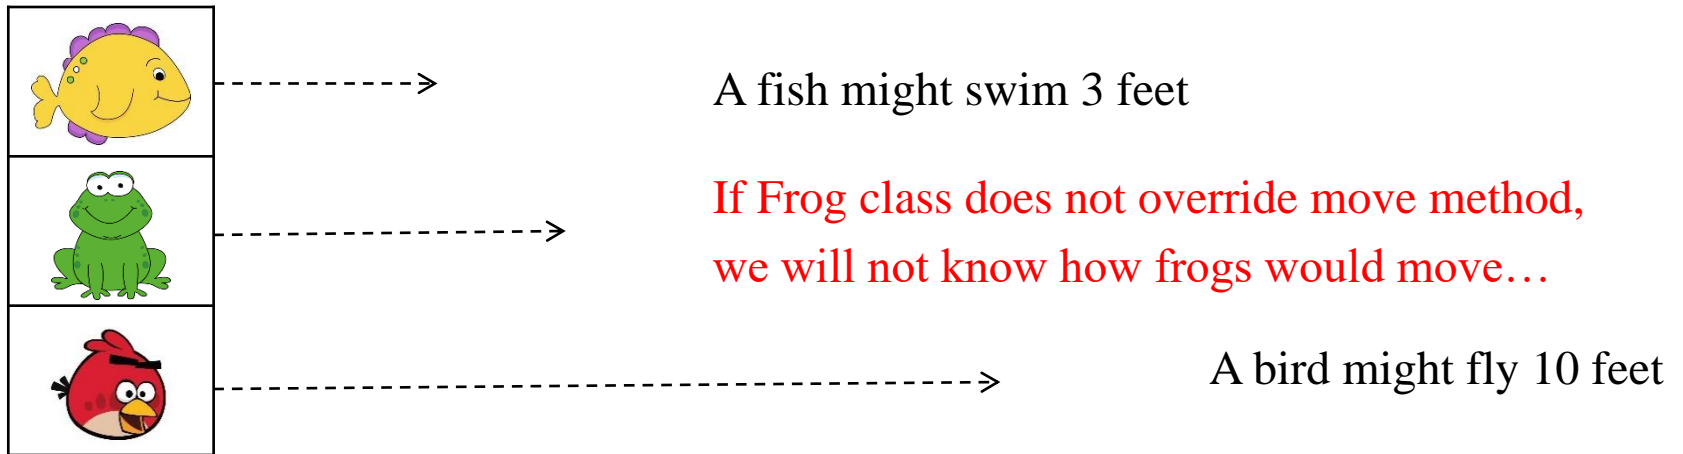 A fish might swim 3 feet
If Frog class does not override move method,
we will not know how frogs would move…
A bird might fly 10 feet